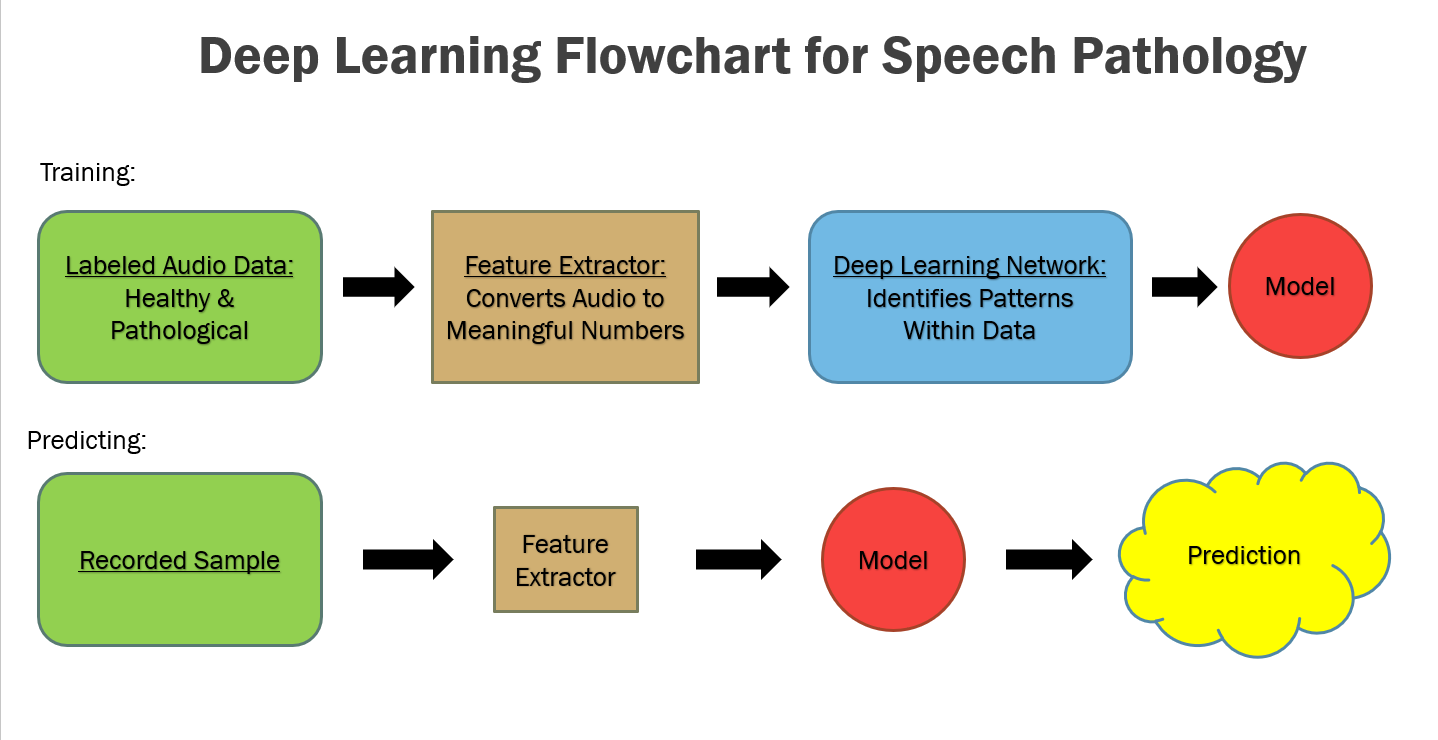 Deep Learning Flowchart for Speech Pathology
Training:
Labeled Audio Data:
Healthy &
Pathological
Feature Extractor:
Converts Audio to
Meaningful Numbers
Deep Learning Network:
Identifies Patterns
Within Data
Model
Predicting:
Recorded Sample
Feature
Extractor
Model
Prediction